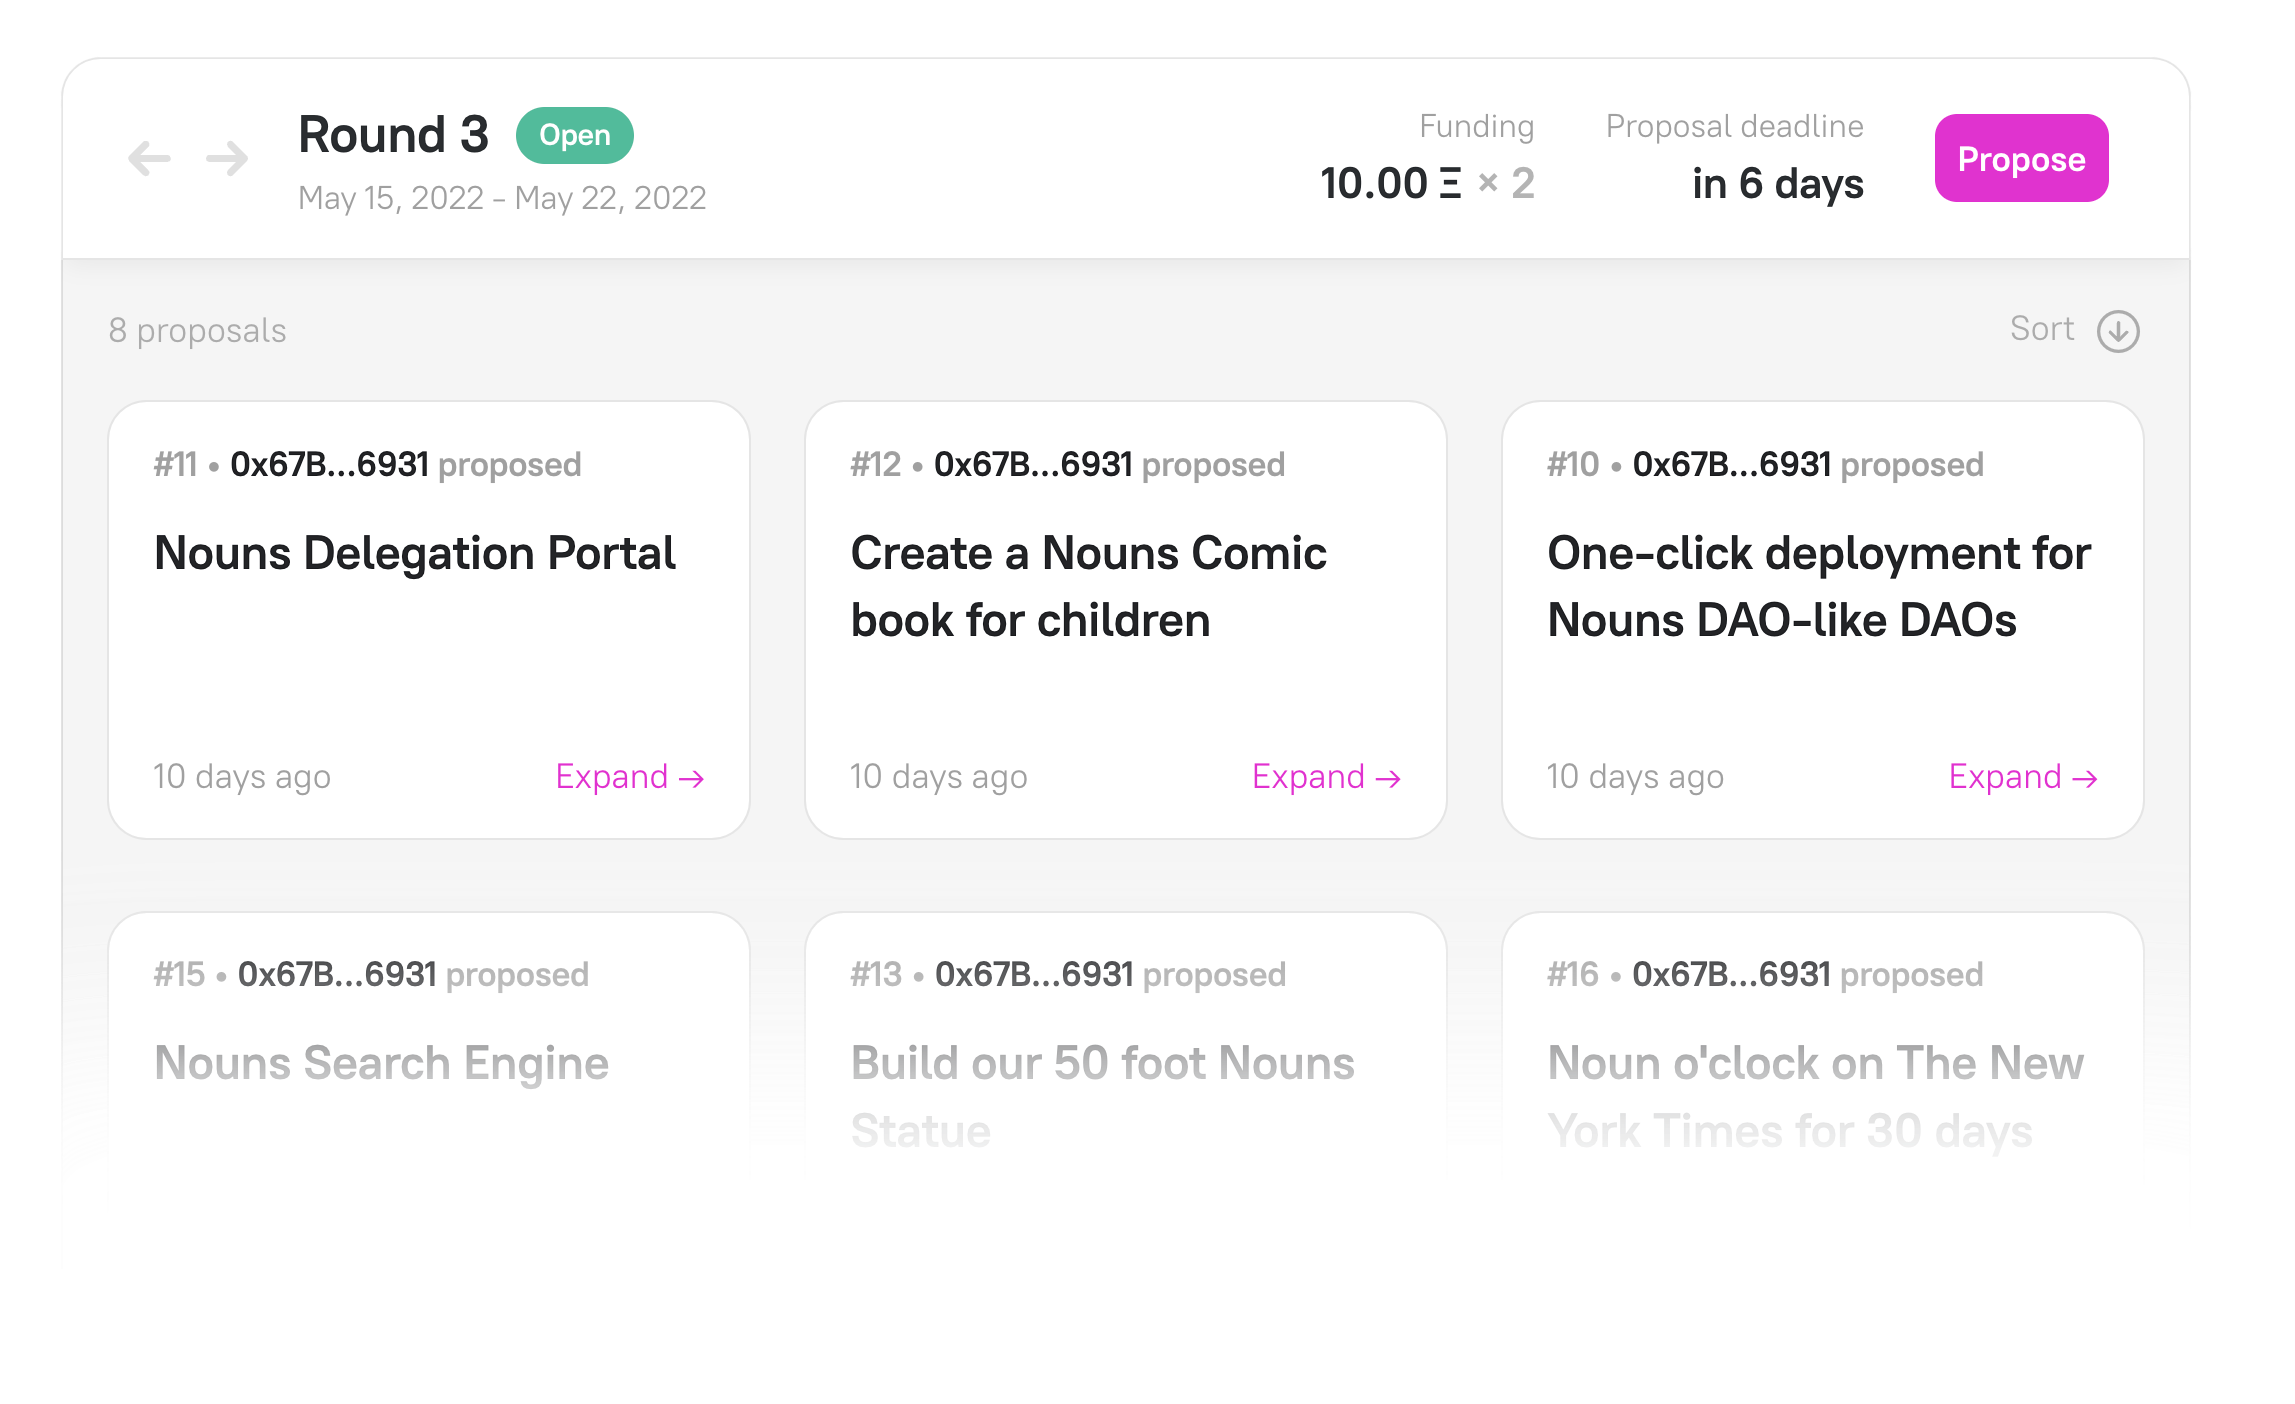 Round 3 Open
May 15, 2022 - May 22, 2022
Funding
10.00 Ξ × 2
Proposal deadline
in 6 days
Propose
8 proposals
Sort
#11 • 0x67B...6931 proposed
Nouns Delegation Portal
10 days ago
Expand →
#12 • 0x67B...6931 proposed
Create a Nouns Comic
book for children
10 days ago
Expand →
#10 • 0x67B...6931 proposed
One-click deployment for
Nouns DAO-like DAOs
10 days ago
Expand →
#15 • 0x67B...6931 proposed
Nouns Search Engine
#13 • 0x67B...6931 proposed
Build our 50 foot Nouns
Statue
#16 • 0x67B...6931 proposed
Noun o'clock on The New
York Times for 30 days